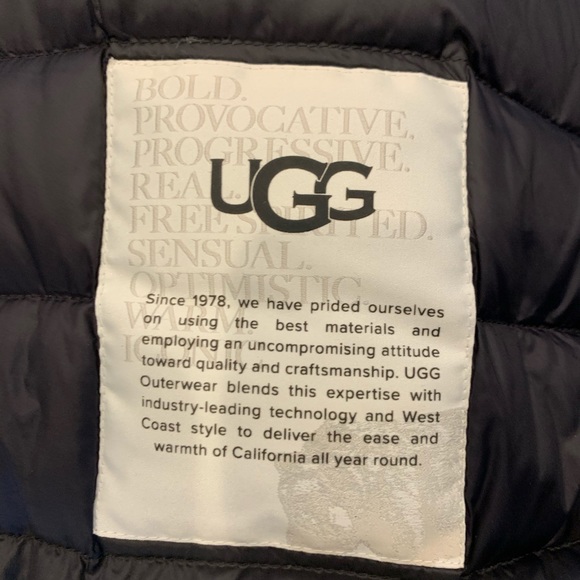 BOLD.
PROVOCATIVE.
PROGRESSIVE.
REAL.
UGG
FREE SPIRITED.
SENSUAL.
OPTIMISTIC.
WARM.
ICONIC.
Since 1978, we have prided ourselves
on using the best materials and
employing an uncompromising attitude
toward quality and craftsmanship. UGG
Outerwear blends this expertise with
industry-leading technology and West
Coast style to deliver the ease and
warmth of California all year round.